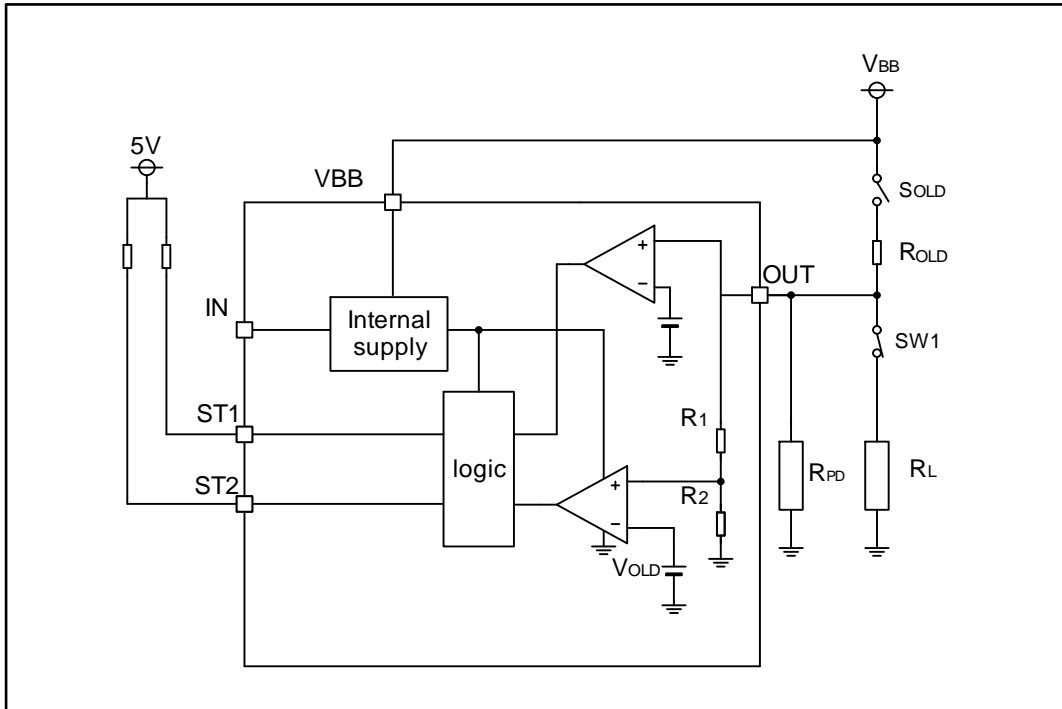 VBB
5V
VBB
SOLD
ROLD
OUT
IN
Internal
supply
SW1
ST1
R1
logic
RPD
RL
ST2
R2
VOLD
+
−
+
−